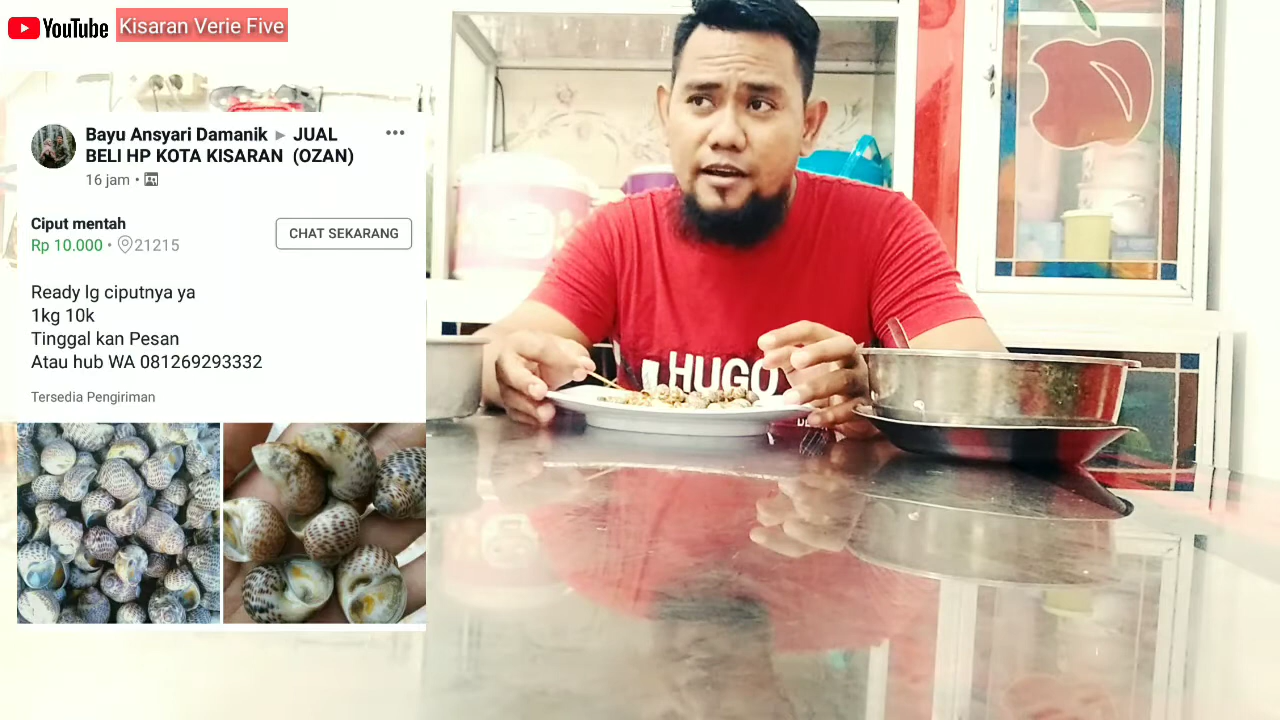 YouTube Kisaran Verie Five
Bayu Ansyari Damanik ► JUAL
BELI HP KOTA KISARAN (OZAN)
16 jam •
Ciput mentah
Rp 10.000 • 21215
CHAT SEKARANG
Ready lg ciputnya ya
1kg 10k
Tinggal kan Pesan
Atau hub WA 081269293332
Tersedia Pengiriman
HUGO